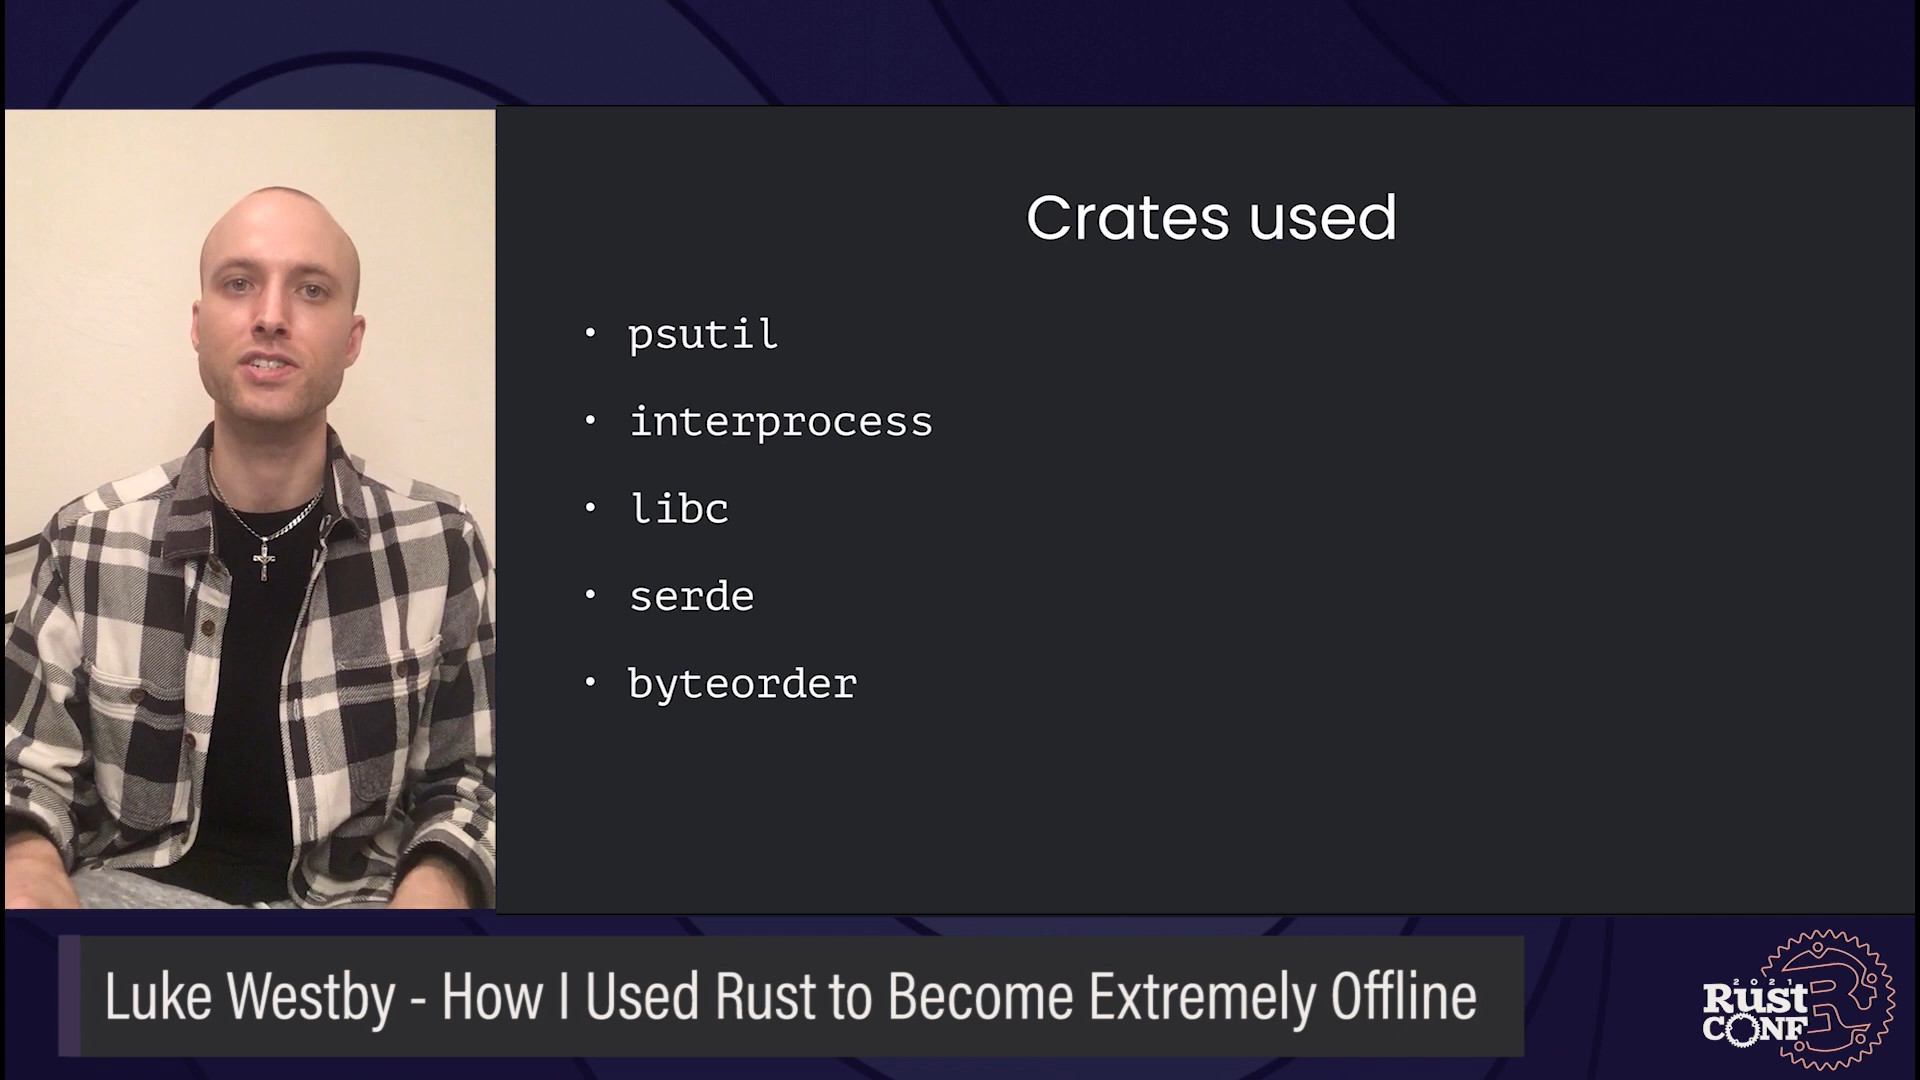 Crates used
• psutil
• interprocess
• libc
• serde
• byteorder
Luke Westby - How I Used Rust to Become Extremely Offline
2021
Rust
CONF
R